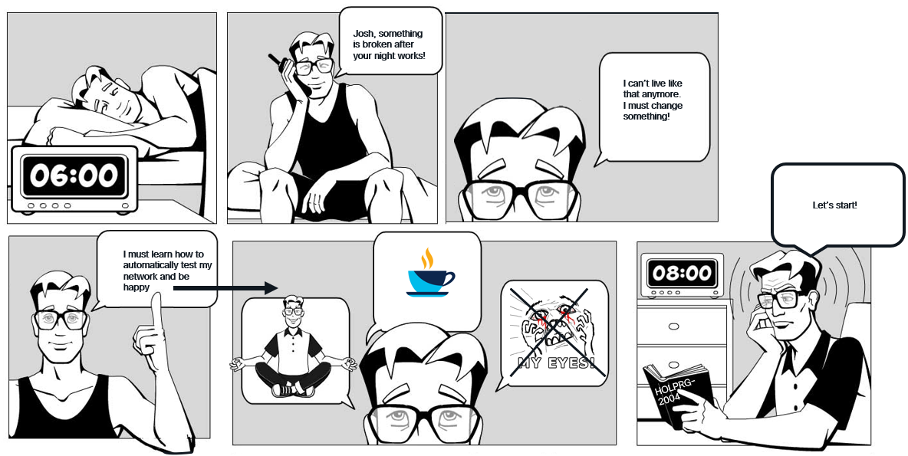 06:00
Josh, something
is broken after
your night works!
I can't live like
that anymore.
I must change
something!
I must learn how to
automatically test my
network and be
happy
MY EYES!
Let's start!
08:00
HOLPRG-
2004